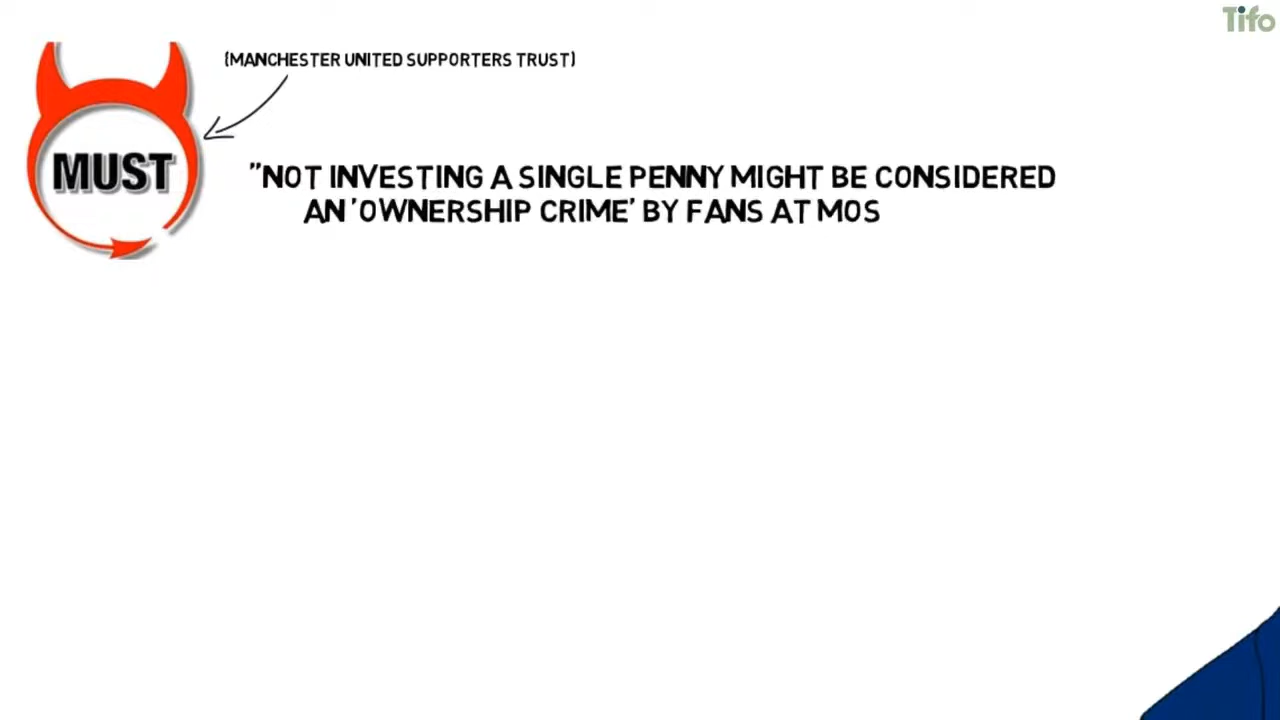 Tifo
(MANCHESTER UNITED SUPPORTERS TRUST)
MUST
"NOT INVESTING A SINGLE PENNY MIGHT BE CONSIDERED
AN 'OWNERSHIP CRIME' BY FANS AT MOS